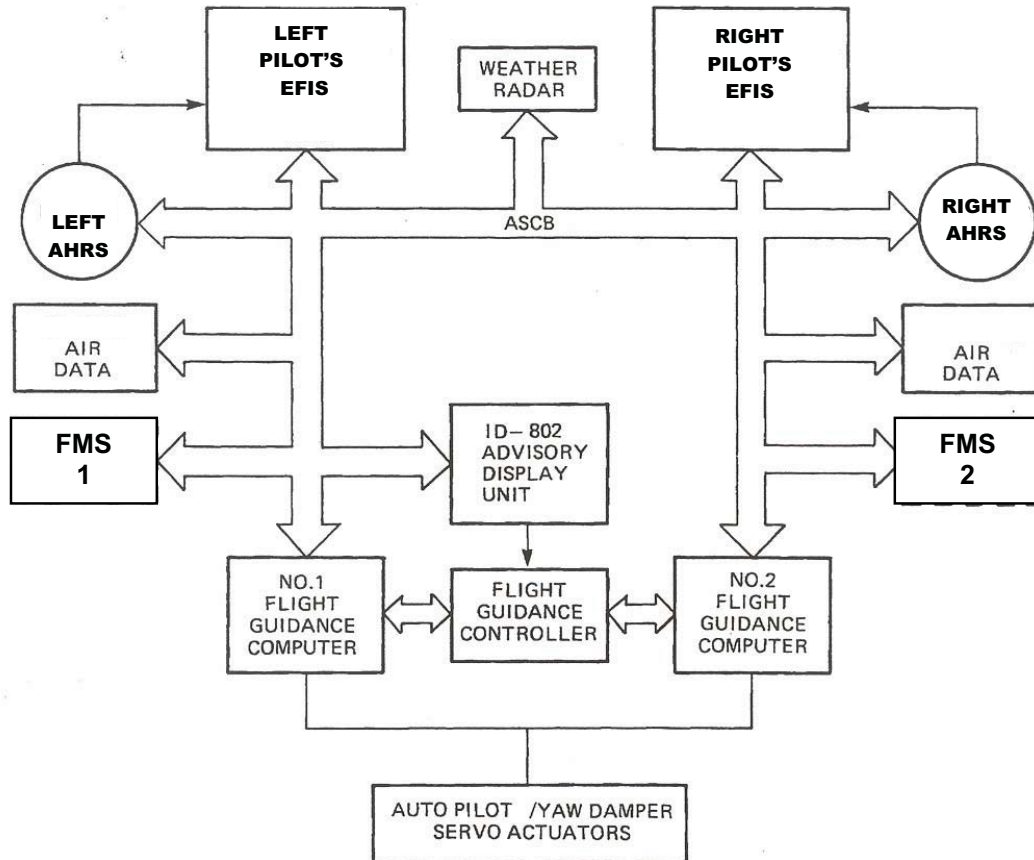 LEFT
PILOT'S
EFIS
WEATHER
RADAR
RIGHT
PILOT'S
EFIS
LEFT
AHRS
ASCB
RIGHT
AHRS
AIR
DATA
AIR
DATA
FMS
1
ID-802
ADVISORY
DISPLAY
UNIT
FMS
2
NO.1
FLIGHT
GUIDANCE
COMPUTER
FLIGHT
GUIDANCE
CONTROLLER
NO.2
FLIGHT
GUIDANCE
COMPUTER
AUTO PILOT /YAW DAMPER
SERVO ACTUATORS